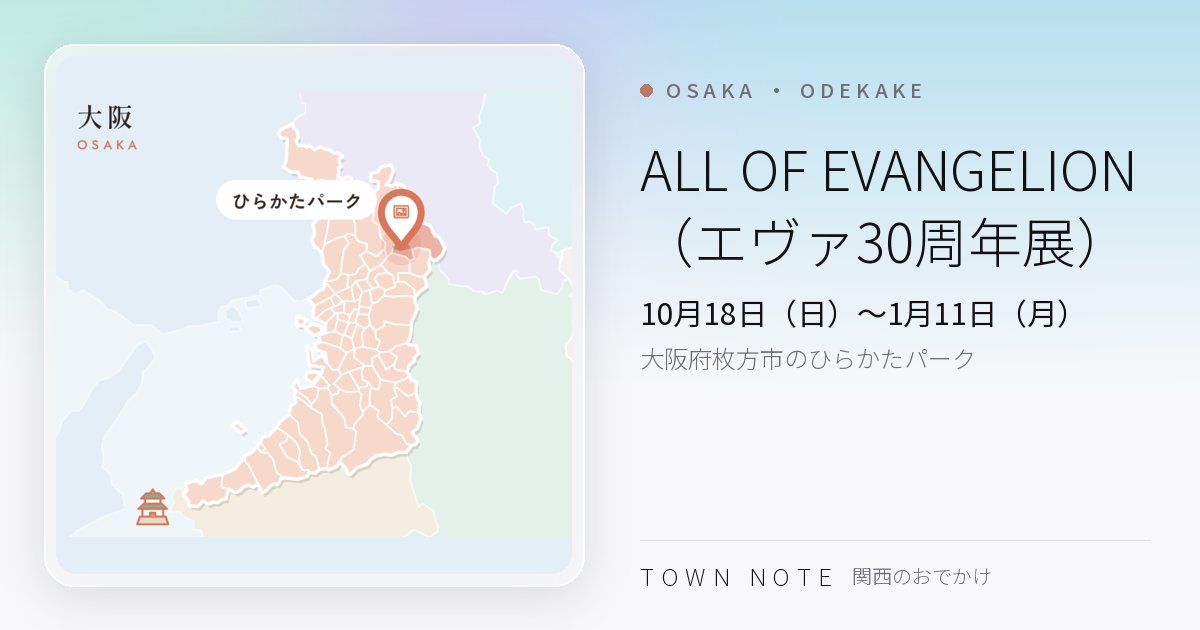 大阪
OSAKA
ひらかたパーク
OSAKA・ODEKAKE
ALL OF EVANGELION
（エヴァ30周年展）
10月18日（日）〜1月11日（月）
大阪府枚方市のひらかたパーク
TOWN NOTE 関西のおでかけ